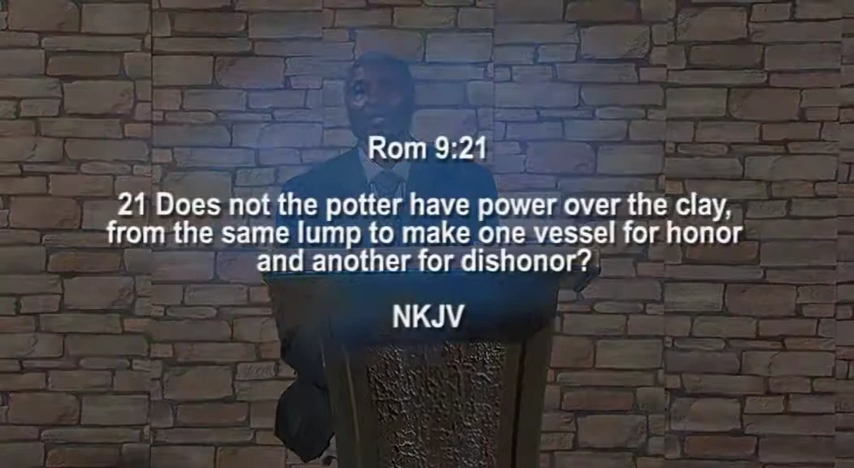 Rom 9:21
21 Does not the potter have power over the clay,
from the same lump to make one vessel for honor
and another for dishonor?
NKJV